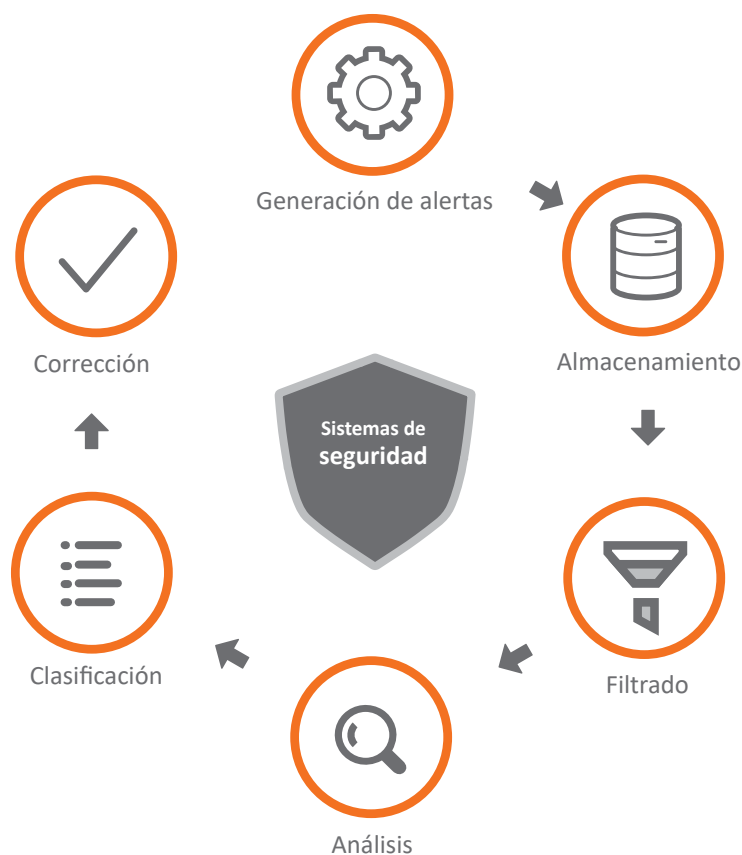 Generación de alertas
Almacenamiento
Corrección
Sistemas de
seguridad
Filtrado
Clasificación
Análisis